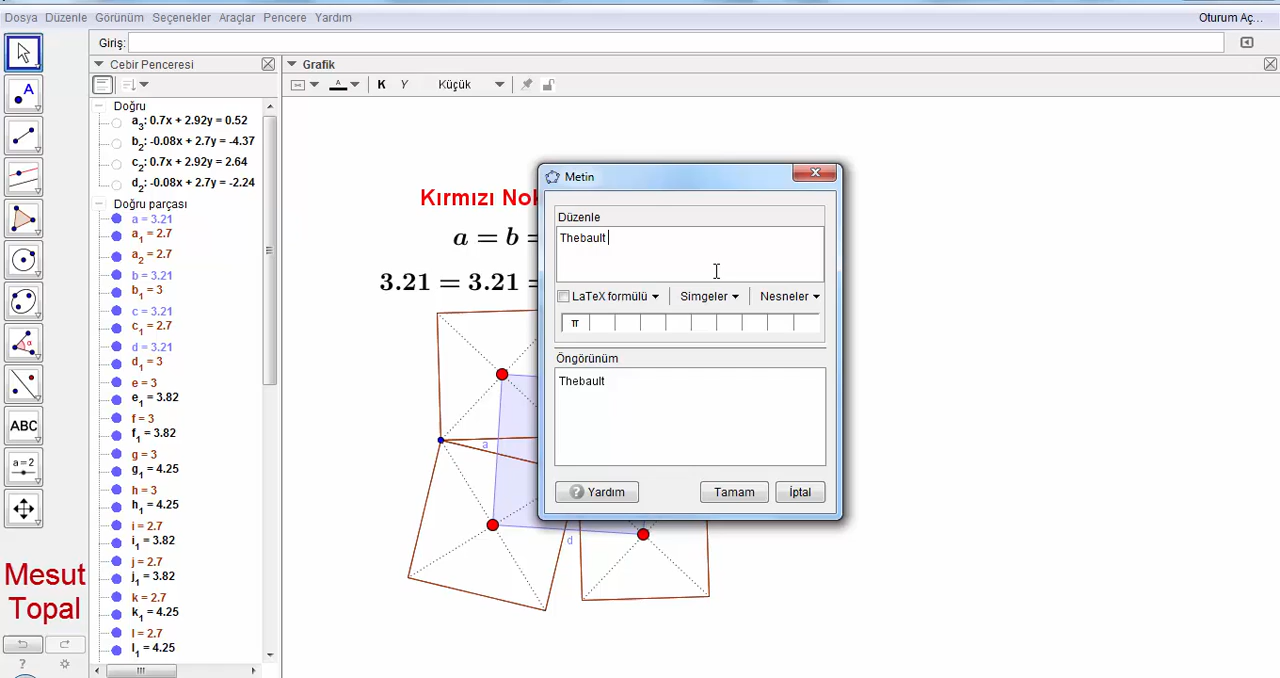 Dosya Düzenle Görünüm Seçenekler Araçlar Pencere Yardım
Oturum Aç...
Giriş:
Cebir Penceresi
Grafik
K Y Küçük
Doğru
a3: 0.7x + 2.92y = 0.52
b2: -0.08x + 2.7y = -4.37
c2: 0.7x + 2.92y = 2.64
d2: -0.08x + 2.7y = -2.24
Doğru parçası
a = 3.21
a1 = 2.7
a2 = 2.7
b = 3.21
b1 = 3
c = 3.21
c1 = 2.7
d = 3.21
d1 = 3
e = 3
e1 = 3.82
f = 3
f1 = 3.82
g = 3
g1 = 4.25
h = 3
h1 = 4.25
i = 2.7
i1 = 3.82
j = 2.7
j1 = 3.82
k = 2.7
k1 = 4.25
l = 2.7
l1 = 4.25
A
α
ABC
a=2
Mesut
Topal
?
Kırmızı Nok
a = b =
3.21 = 3.21 =
a
d
Metin
Düzenle
Thebault
LaTeX formülü Simgeler Nesneler
π
Öngörünüm
Thebault
? Yardım Tamam İptal